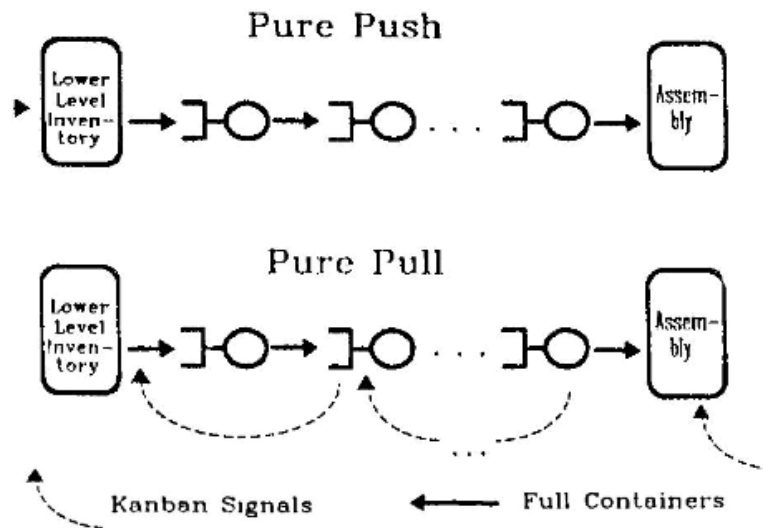 Pure Push
Lower
Level
Inven-
tory
. . .
Assem-
bly
Pure Pull
Lower
Level
Inven-
tory
. . .
Assem-
bly
...
Kanban Signals
Full Containers